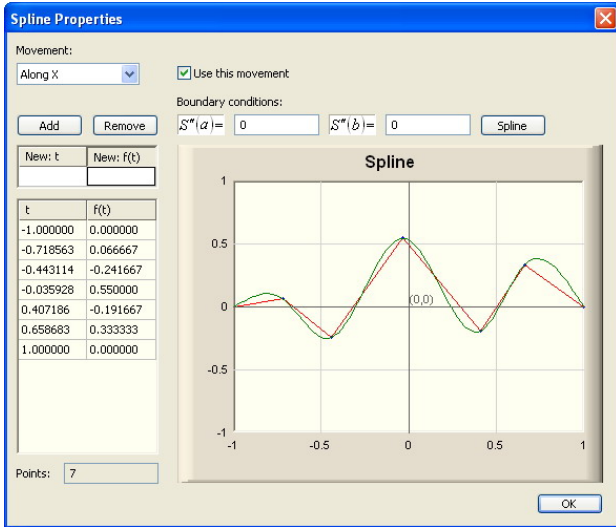 Spline Properties
Movement:
Along X
Use this movement
Boundary conditions:
Add
Remove
S''(a)=
0
S''(b)=
0
Spline
New: t
New: f(t)
t
f(t)
-1.000000
0.000000
-0.718563
0.066667
-0.443114
-0.241667
-0.035928
0.550000
0.407186
-0.191667
0.658683
0.333333
1.000000
0.000000
Points:
7
Spline
1
0.5
0
-0.5
-1
(0,0)
-1
-0.5
0
0.5
1
OK